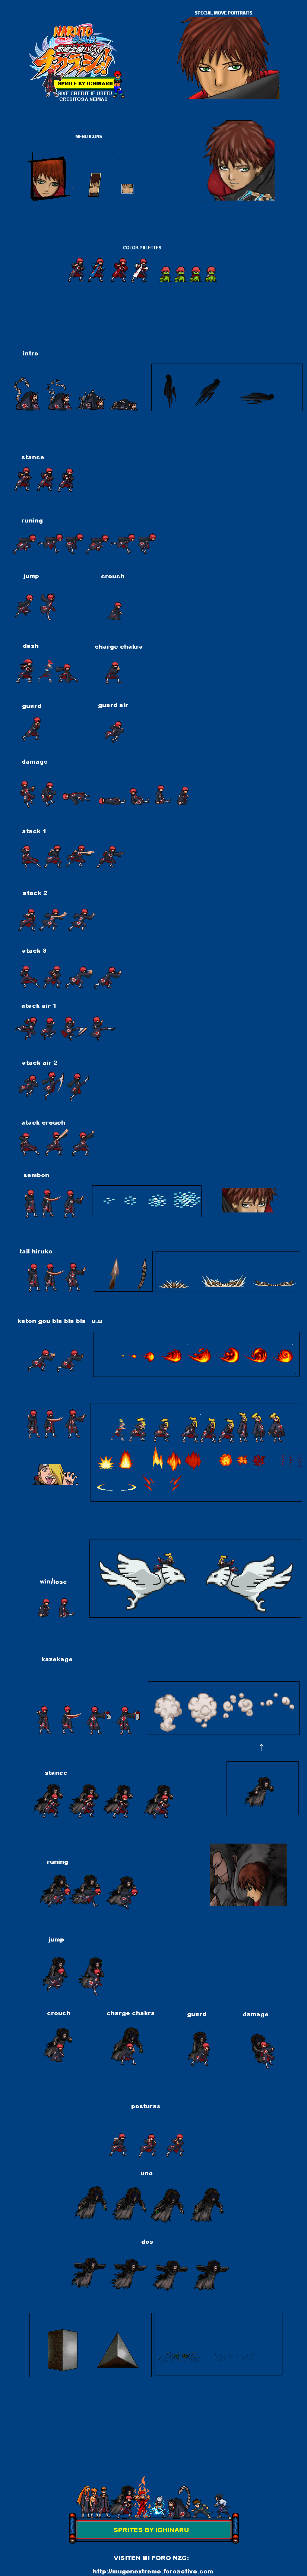 SPECIAL MOVE PORTRAITS
NARUTO
SPRITE BY ICHINARU
GIVE CREDIT IF USED!
CREDITOS A NEIMAD
MENU ICONS
COLOR PALETTES
intro
stance
runing
jump crouch
dash charge chakra
guard guard air
damage
atack 1
atack 2
atack 3
atack air 1
atack air 2
atack crouch
sembon
tail hiruko
katon gou bla bla bla u.u
win/lose
kazekage
stance
runing
jump
crouch charge chakra guard damage
posturas
uno
dos
SPRITES BY ICHINARU
VISITEN MI FORO NZC:
http://mugenextreme.foroactive.com